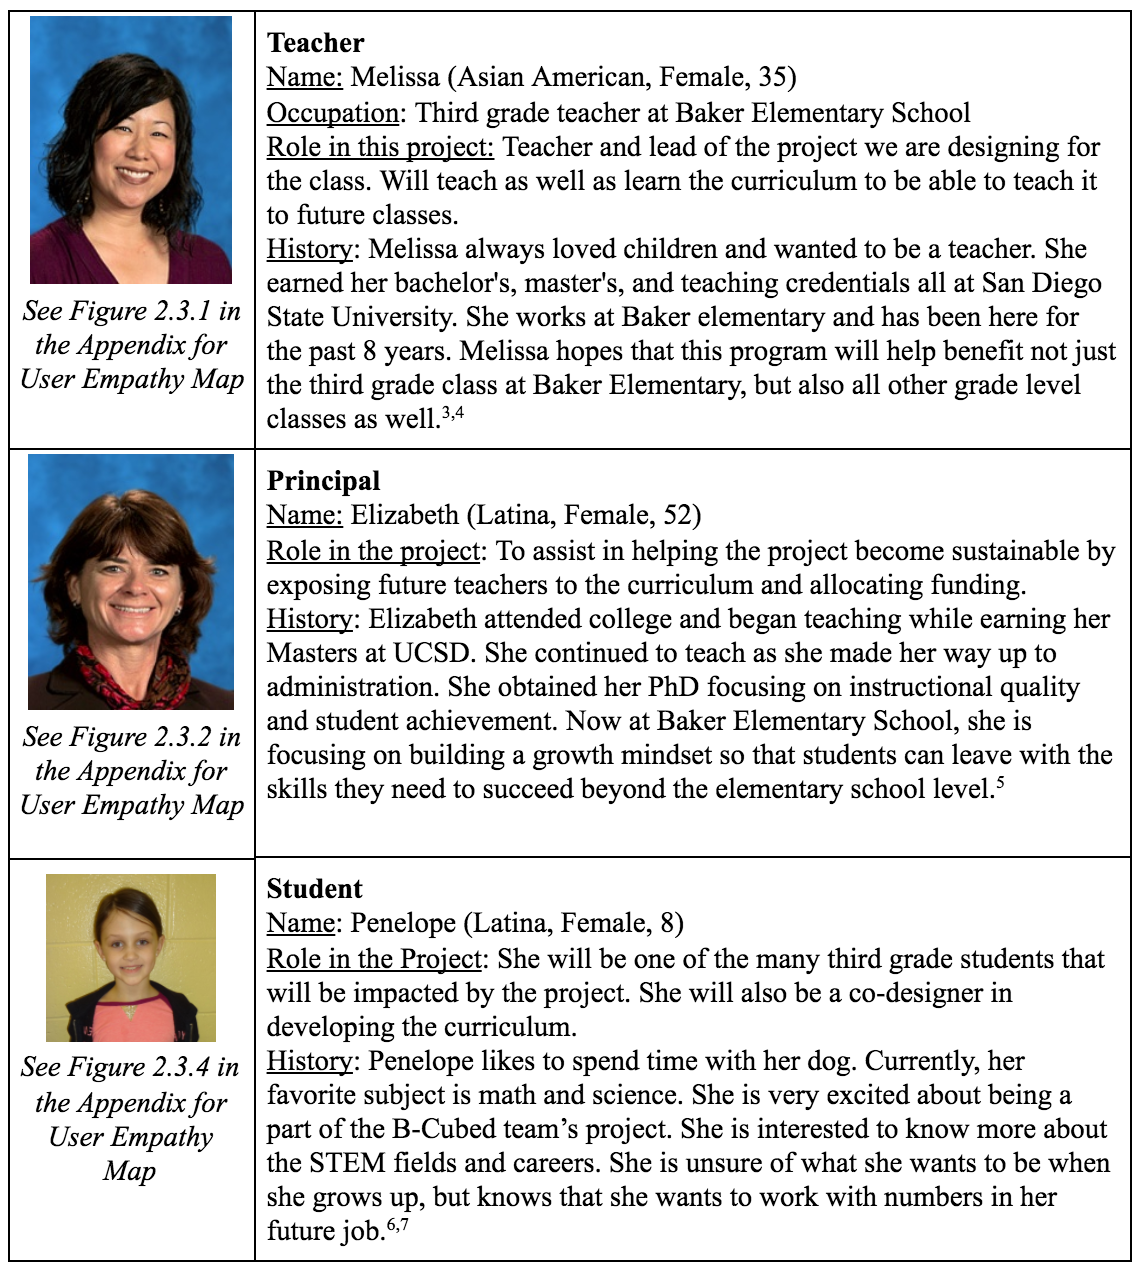 Teacher
Name: Melissa (Asian American, Female, 35)
Occupation: Third grade teacher at Baker Elementary School
Role in this project: Teacher and lead of the project we are designing for
the class. Will teach as well as learn the curriculum to be able to teach it
to future classes.
History: Melissa always loved children and wanted to be a teacher. She
earned her bachelor's, master's, and teaching credentials all at San Diego
State University. She works at Baker elementary and has been here for
the past 8 years. Melissa hopes that this program will help benefit not just
the third grade class at Baker Elementary, but also all other grade level
classes as well.3,4
See Figure 2.3.1 in
the Appendix for
User Empathy Map
Principal
Name: Elizabeth (Latina, Female, 52)
Role in the project: To assist in helping the project become sustainable by
exposing future teachers to the curriculum and allocating funding.
History: Elizabeth attended college and began teaching while earning her
Masters at UCSD. She continued to teach as she made her way up to
administration. She obtained her PhD focusing on instructional quality
and student achievement. Now at Baker Elementary School, she is
focusing on building a growth mindset so that students can leave with the
skills they need to succeed beyond the elementary school level.5
See Figure 2.3.2 in
the Appendix for
User Empathy Map
Student
Name: Penelope (Latina, Female, 8)
Role in the Project: She will be one of the many third grade students that
will be impacted by the project. She will also be a co-designer in
developing the curriculum.
History: Penelope likes to spend time with her dog. Currently, her
favorite subject is math and science. She is very excited about being a
part of the B-Cubed team’s project. She is interested to know more about
the STEM fields and careers. She is unsure of what she wants to be when
she grows up, but knows that she wants to work with numbers in her
future job.6,7
See Figure 2.3.4 in
the Appendix for
User Empathy
Map